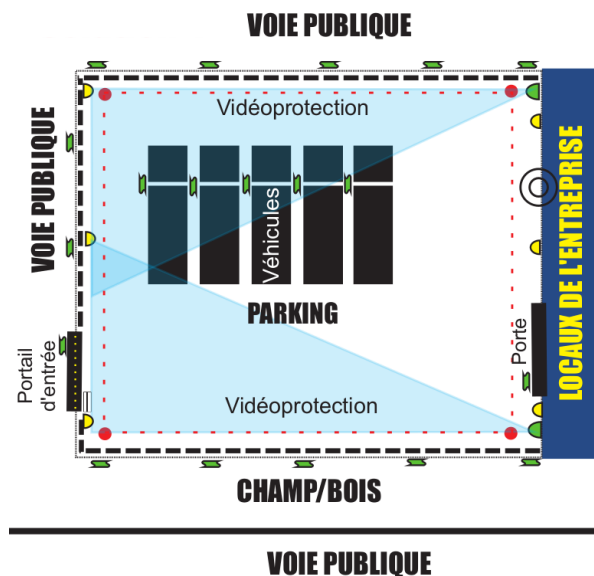 VOIE PUBLIQUE
Vidéoprotection
VOIE PUBLIQUE
Véhicules
LOCAUX DE L'ENTREPRISE
PARKING
Portail
d'entrée
Porte
Vidéoprotection
CHAMP/BOIS
VOIE PUBLIQUE